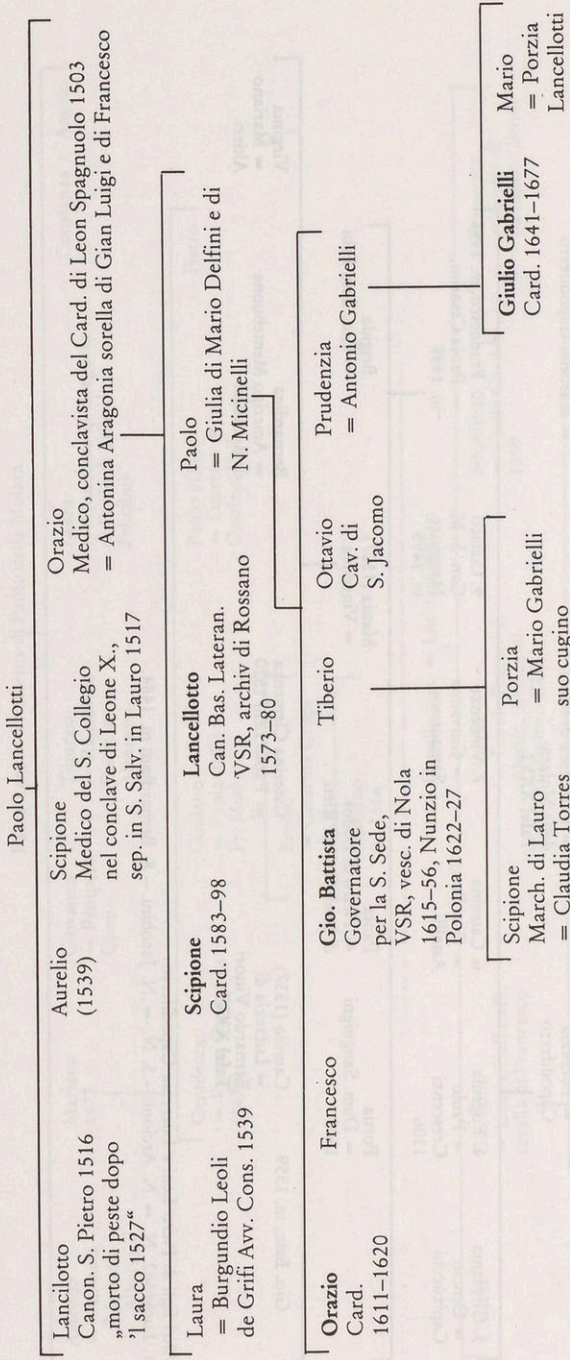 Paolo Lancellotti
Lancilotto
Canon. S. Pietro 1516
„morto di peste dopo
'l sacco 1527“
Aurelio
(1539)
Scipione
Medico del S. Collegio
nel conclave di Leone X.,
sep. in S. Salv. in Lauro 1517
Orazio
Medico, conclavista del Card. di Leon Spagnuolo 1503
= Antonina Aragonia sorella di Gian Luigi e di Francesco
Laura
= Burgundio Leoli
de Grifi Avv. Cons. 1539
Scipione
Card. 1583–98
Lancellotto
Can. Bas. Lateran.
VSR, archiv di Rossano
1573–80
Paolo
= Giulia di Mario Delfini e di
N. Micinelli
Orazio
Card.
1611–1620
Francesco
Gio. Battista
Governatore
per la S. Sede,
VSR, vesc. di Nola
1615–56, Nunzio in
Polonia 1622–27
Tiberio
Ottavio
Cav. di
S. Jacomo
Prudenzia
= Antonio Gabrielli
Scipione
March. di Lauro
= Claudia Torres
Porzia
= Mario Gabrielli
suo cugino
Giulio Gabrielli
Card. 1641–1677
Mario
= Porzia
Lancellotti